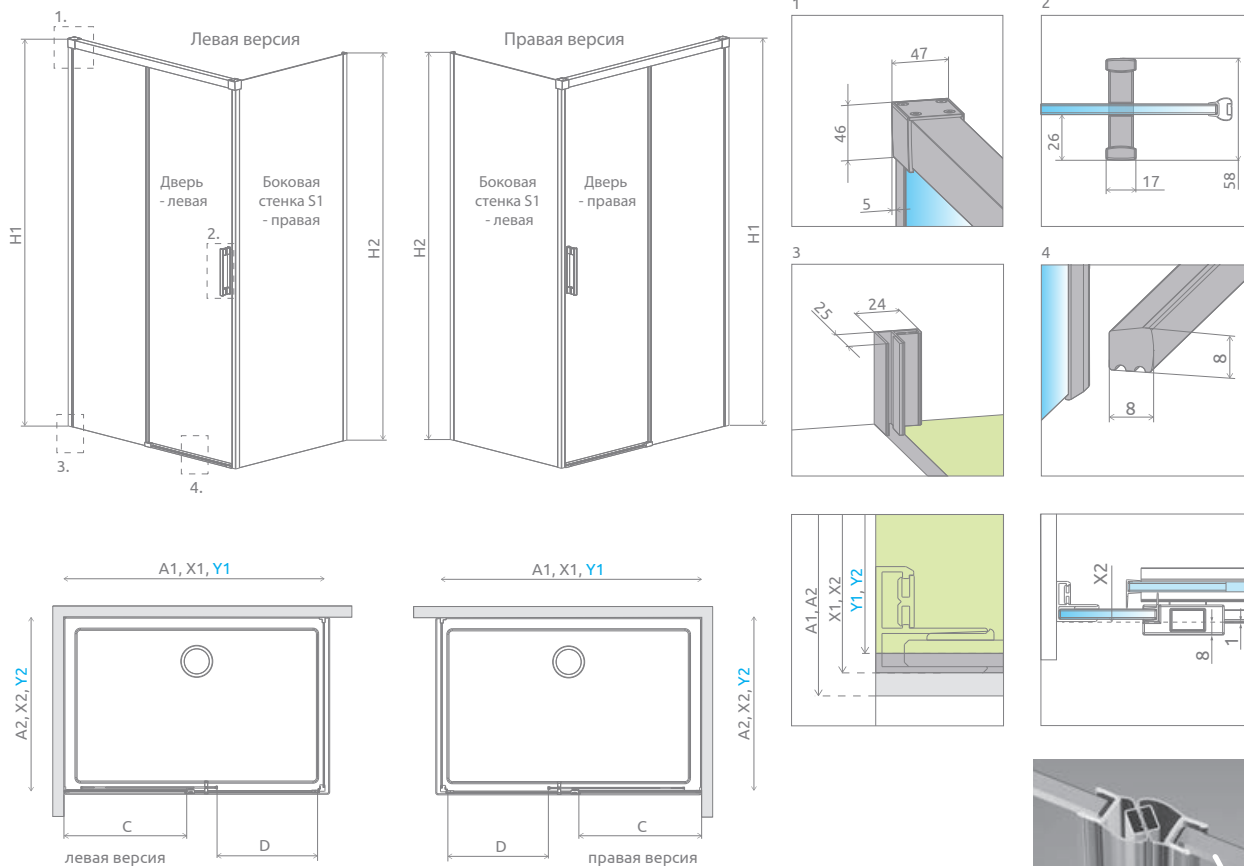 1.
Левая версия
H1
Дверь
- левая
Боковая
стенка S1
- правая
2.
H2
3.
4.
Правая версия
H2
Боковая
стенка S1
- левая
Дверь
- правая
H1
1
47
46
5
2
26
17
58
3
25
24
4
8
8
A1, X1, Y1
A2, X2, Y2
C
D
левая версия
A1, X1, Y1
A2, X2, Y2
D
C
правая версия
A1, A2
X1, X2
Y1, Y2
X2
8
1